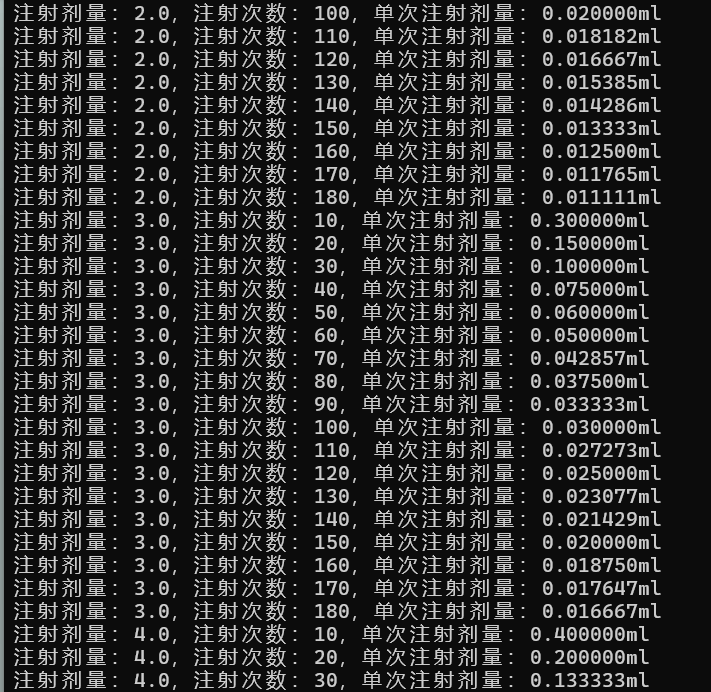 注射剂量: 2.0, 注射次数: 100, 单次注射剂量: 0.020000ml
注射剂量: 2.0, 注射次数: 110, 单次注射剂量: 0.018182ml
注射剂量: 2.0, 注射次数: 120, 单次注射剂量: 0.016667ml
注射剂量: 2.0, 注射次数: 130, 单次注射剂量: 0.015385ml
注射剂量: 2.0, 注射次数: 140, 单次注射剂量: 0.014286ml
注射剂量: 2.0, 注射次数: 150, 单次注射剂量: 0.013333ml
注射剂量: 2.0, 注射次数: 160, 单次注射剂量: 0.012500ml
注射剂量: 2.0, 注射次数: 170, 单次注射剂量: 0.011765ml
注射剂量: 2.0, 注射次数: 180, 单次注射剂量: 0.011111ml
注射剂量: 3.0, 注射次数: 10, 单次注射剂量: 0.300000ml
注射剂量: 3.0, 注射次数: 20, 单次注射剂量: 0.150000ml
注射剂量: 3.0, 注射次数: 30, 单次注射剂量: 0.100000ml
注射剂量: 3.0, 注射次数: 40, 单次注射剂量: 0.075000ml
注射剂量: 3.0, 注射次数: 50, 单次注射剂量: 0.060000ml
注射剂量: 3.0, 注射次数: 60, 单次注射剂量: 0.050000ml
注射剂量: 3.0, 注射次数: 70, 单次注射剂量: 0.042857ml
注射剂量: 3.0, 注射次数: 80, 单次注射剂量: 0.037500ml
注射剂量: 3.0, 注射次数: 90, 单次注射剂量: 0.033333ml
注射剂量: 3.0, 注射次数: 100, 单次注射剂量: 0.030000ml
注射剂量: 3.0, 注射次数: 110, 单次注射剂量: 0.027273ml
注射剂量: 3.0, 注射次数: 120, 单次注射剂量: 0.025000ml
注射剂量: 3.0, 注射次数: 130, 单次注射剂量: 0.023077ml
注射剂量: 3.0, 注射次数: 140, 单次注射剂量: 0.021429ml
注射剂量: 3.0, 注射次数: 150, 单次注射剂量: 0.020000ml
注射剂量: 3.0, 注射次数: 160, 单次注射剂量: 0.018750ml
注射剂量: 3.0, 注射次数: 170, 单次注射剂量: 0.017647ml
注射剂量: 3.0, 注射次数: 180, 单次注射剂量: 0.016667ml
注射剂量: 4.0, 注射次数: 10, 单次注射剂量: 0.400000ml
注射剂量: 4.0, 注射次数: 20, 单次注射剂量: 0.200000ml
注射剂量: 4.0, 注射次数: 30, 单次注射剂量: 0.133333ml